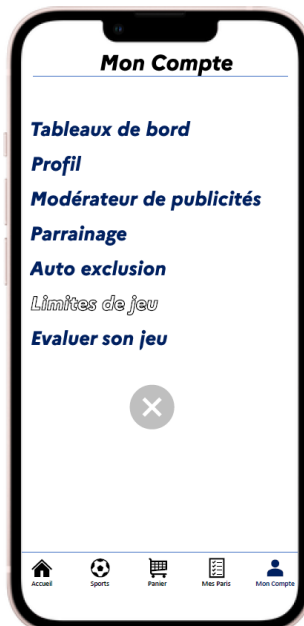 Mon Compte
Tableaux de bord
Profil
Modérateur de publicités
Parrainage
Auto exclusion
Limites de jeu
Evaluer son jeu
Accueil Sports Panier Mes Paris Mon Compte